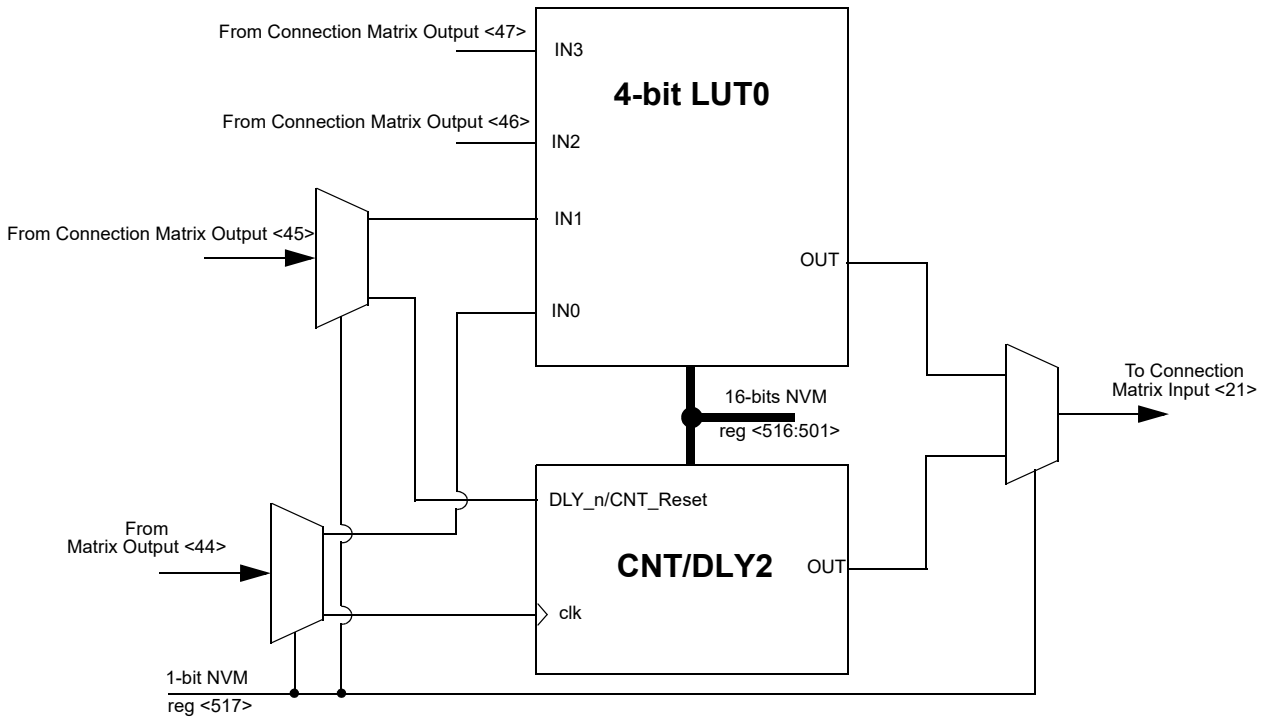 From Connection Matrix Output <47>
IN3
4-bit LUT0
From Connection Matrix Output <46>
IN2
IN1
From Connection Matrix Output <45>
OUT
IN0
To Connection
Matrix Input <21>
16-bits NVM
reg <516:501>
DLY_n/CNT_Reset
From
Matrix Output <44>
CNT/DLY2
OUT
clk
1-bit NVM
reg <517>